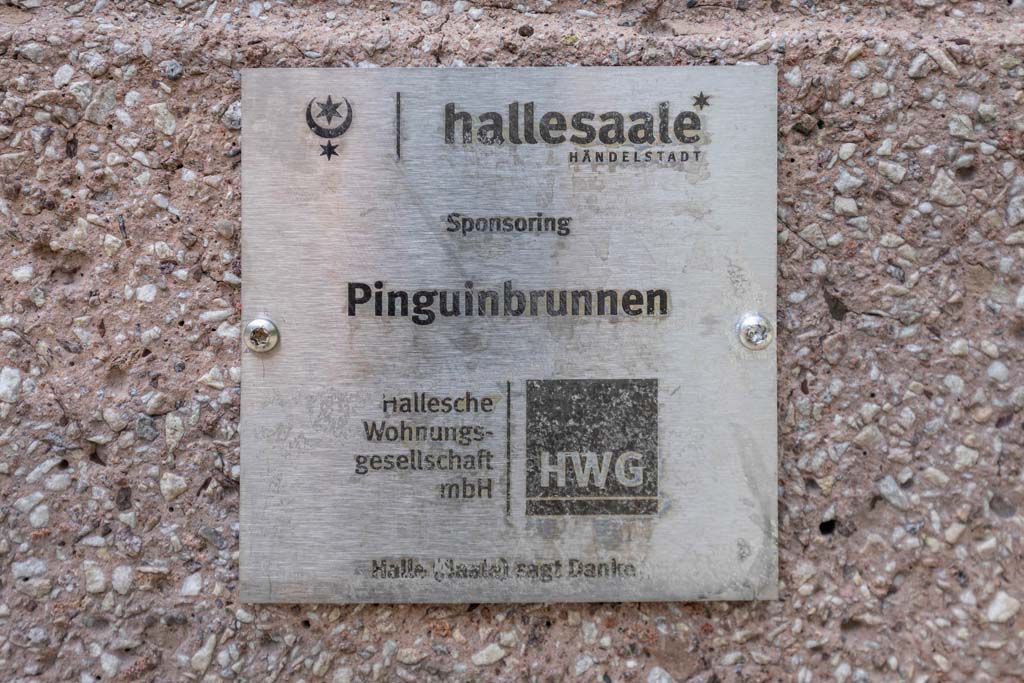 hallesaale*
HÄNDELSTADT
Sponsoring
Pinguinbrunnen
Hallesche
Wohnungs-
gesellschaft
mbH
HWG
Halle (Saale) sagt Danke